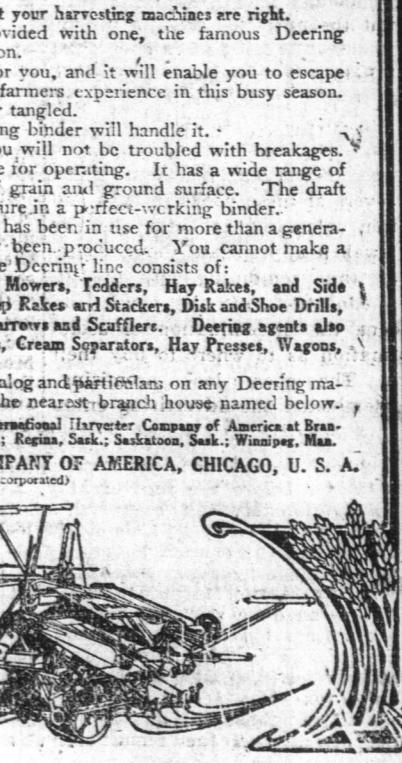 t your harvesting machines are right.
ovided with one, the famous Deering
on.
or you, and it will enable you to escape
farmers experience in this busy season.
r tangled.
ng binder will handle it.
ou will not be troubled with breakages.
e for operating. It has a wide range of
grain and ground surface. The draft
ure in a perfect-working binder.
has been in use for more than a genera-
been produced. You cannot make a
e Deering line consists of:
Mowers, Tedders, Hay Rakes, and Side
p Rakes and Stackers, Disk and Shoe Drills,
arrows and Scufflers. Deering agents also
, Cream Separators, Hay Presses, Wagons,
alog and particulars on any Deering ma-
he nearest branch house named below.
ernational Harvester Company of America at Bran-
; Regina, Sask.; Saskatoon, Sask.; Winnipeg, Man.
MPANY OF AMERICA, CHICAGO, U. S. A.
corporated)